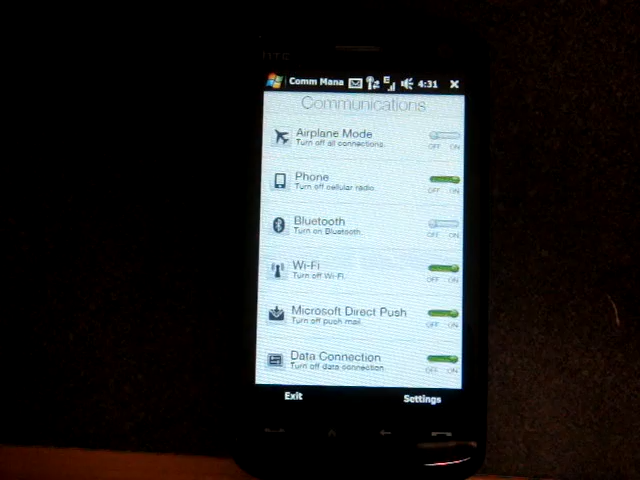 hTC
Comm Mana E 4:31 X
Communications
Airplane Mode
Turn off all connections.
OFF ON
Phone
Turn off cellular radio.
OFF ON
Bluetooth
Turn on Bluetooth.
OFF ON
Wi-Fi
Turn off Wi-Fi.
OFF ON
Microsoft Direct Push
Turn off push mail.
OFF ON
Data Connection
Turn off data connection.
OFF ON
Exit Settings